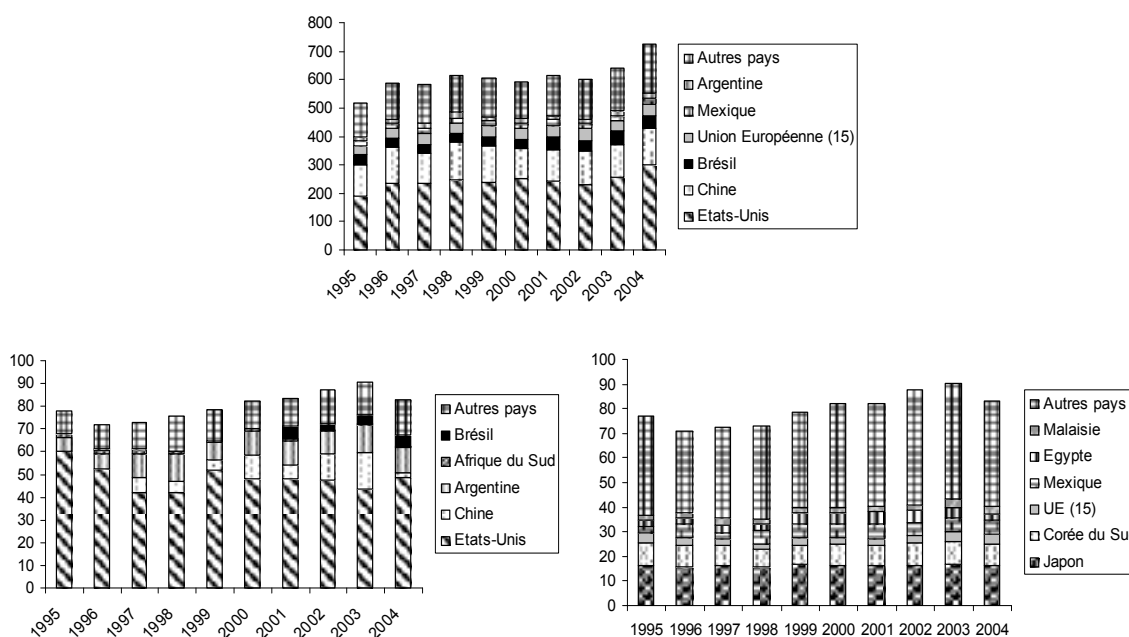 800
700
600
500
400
300
200
100
0
1995
1996
1997
1998
1999
2000
2001
2002
2003
2004
Autres pays
Argentine
Mexique
Union Européenne (15)
Brésil
Chine
Etats-Unis
100
90
80
70
60
50
40
30
20
10
0
1995
1996
1997
1998
1999
2000
2001
2002
2003
2004
Autres pays
Brésil
Afrique du Sud
Argentine
Chine
Etats-Unis
100
90
80
70
60
50
40
30
20
10
0
1995 1996 1997 1998 1999 2000 2001 2002 2003 2004
Autres pays
Malaisie
Egypte
Mexique
UE (15)
Corée du Su
Japon